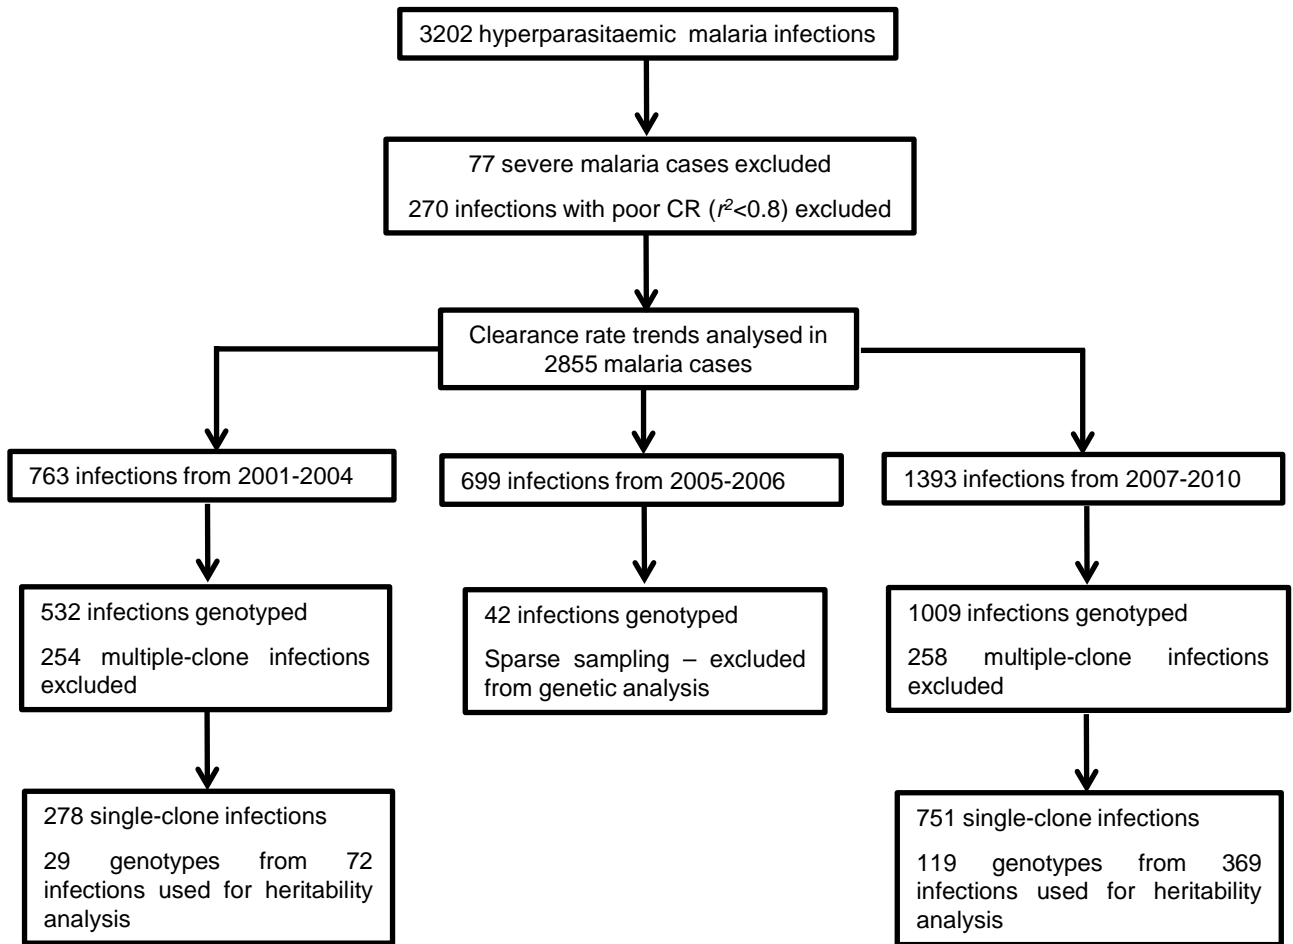 3202 hyperparasitaemic malaria infections
77 severe malaria cases excluded
270 infections with poor CR (r²<0.8) excluded
Clearance rate trends analysed in
2855 malaria cases
763 infections from 2001-2004
699 infections from 2005-2006
1393 infections from 2007-2010
532 infections genotyped
254 multiple-clone infections
excluded
42 infections genotyped
Sparse sampling – excluded
from genetic analysis
1009 infections genotyped
258 multiple-clone infections
excluded
278 single-clone infections
29 genotypes from 72
infections used for heritability
analysis
751 single-clone infections
119 genotypes from 369
infections used for heritability
analysis